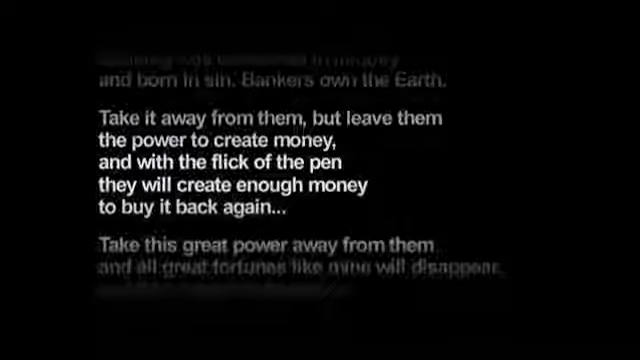 and born in sin. Bankers own the Earth.
Take it away from them, but leave them
the power to create money,
and with the flick of the pen
they will create enough money
to buy it back again...
Take this great power away from them
and all great fortunes like mine will disappear,